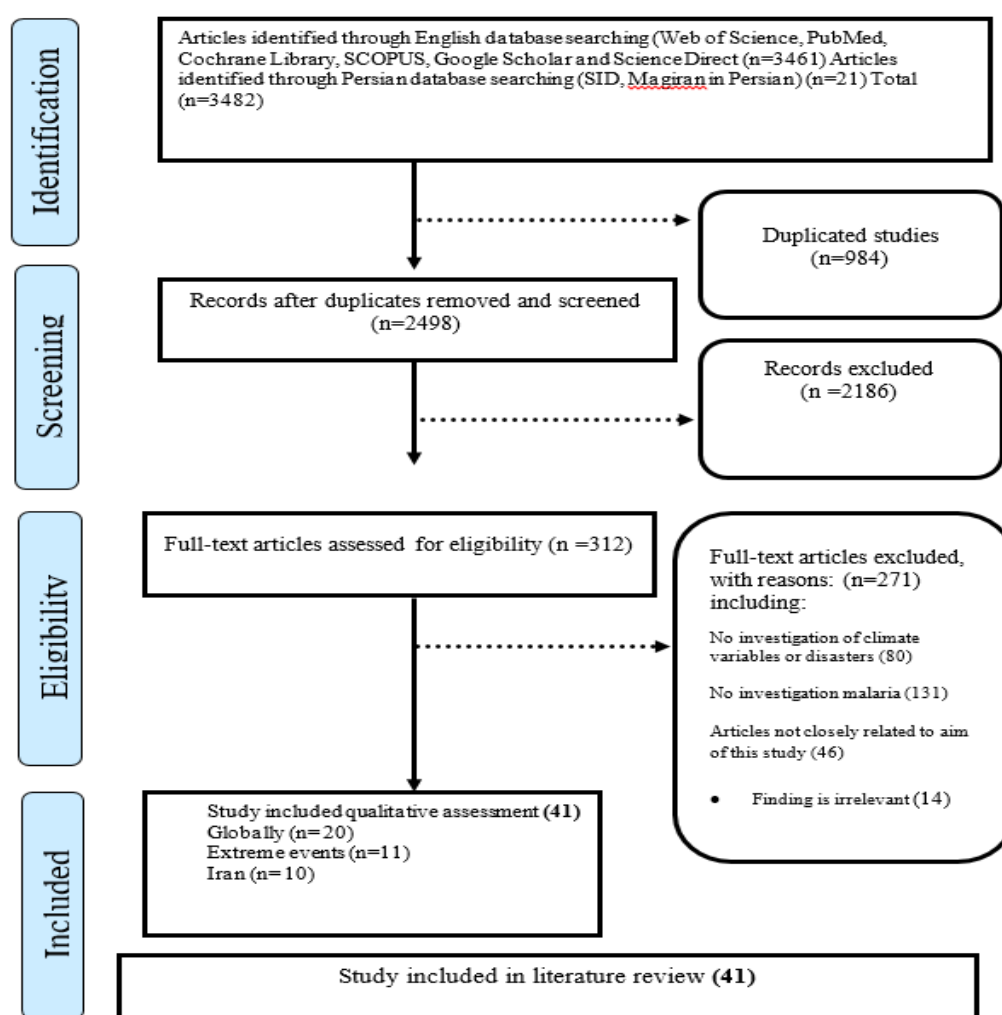 Identification
Articles identified through English database searching (Web of Science, PubMed,
Cochrane Library, SCOPUS, Google Scholar and Science Direct (n=3461) Articles
identified through Persian database searching (SID, Magiran in Persian) (n=21) Total
(n=3482)
Duplicated studies
(n=984)
Screening
Records after duplicates removed and screened
(n=2498)
Records excluded
(n =2186)
Eligibility
Full-text articles assessed for eligibility (n =312)
Full-text articles excluded,
with reasons: (n=271)
including:
No investigation of climate
variables or disasters (80)
No investigation malaria (131)
Articles not closely related to aim
of this study (46)
• Finding is irrelevant (14)
Included
Study included qualitative assessment (41)
Globally (n=20)
Extreme events (n=11)
Iran (n=10)
Study included in literature review (41)